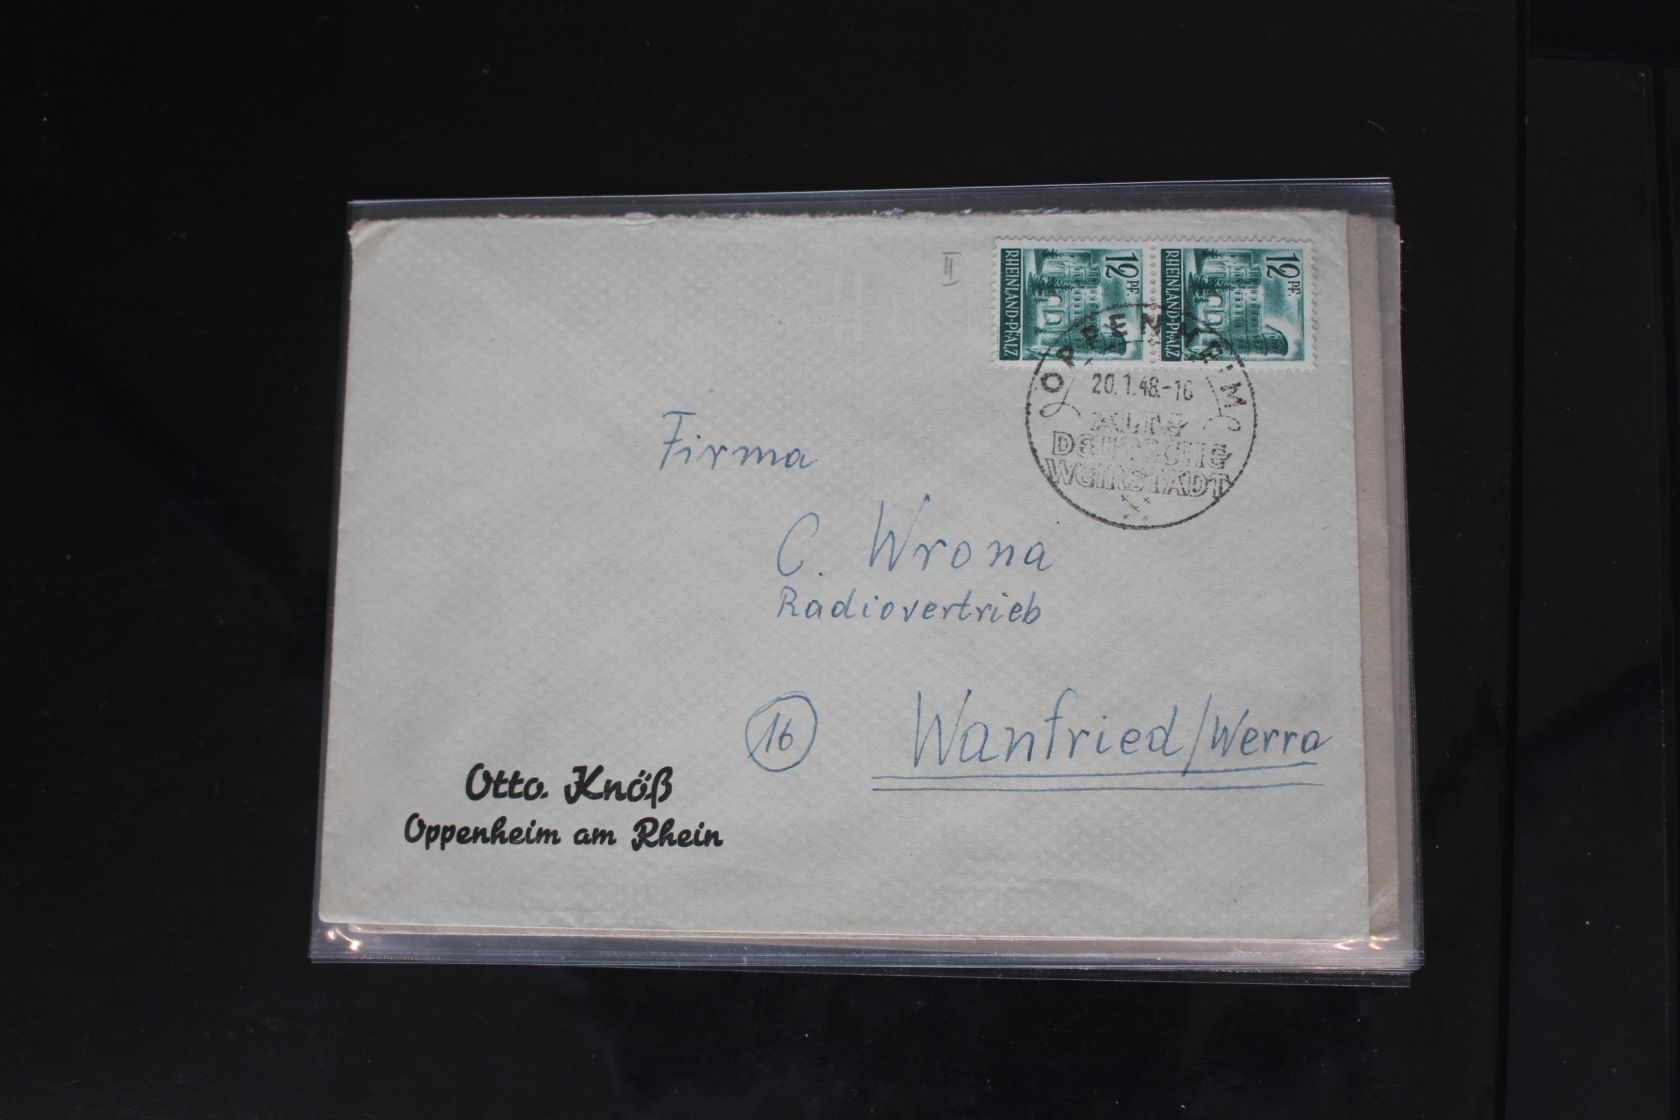 II
RHEINLAND-PFALZ 12 PF.
RHEINLAND-PFALZ 12 PF.
OPPENHEIM
20.1.48.-16
ALTE
DEUTSCHE
WEINSTADT
Firma
C. Wrona
Radiovertrieb
16 Wanfried/Werra
Otto Knöß
Oppenheim am Rhein